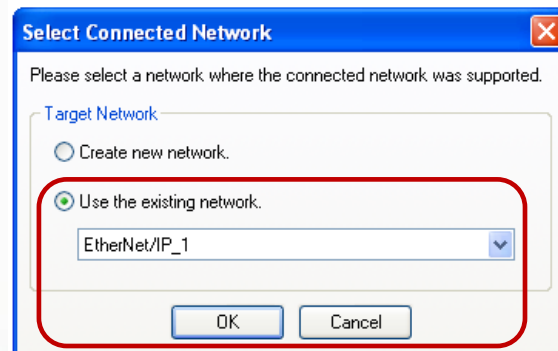 Select Connected Network
Please select a network where the connected network was supported.
Target Network
Create new network.
Use the existing network.
EtherNet/IP_1
OK Cancel